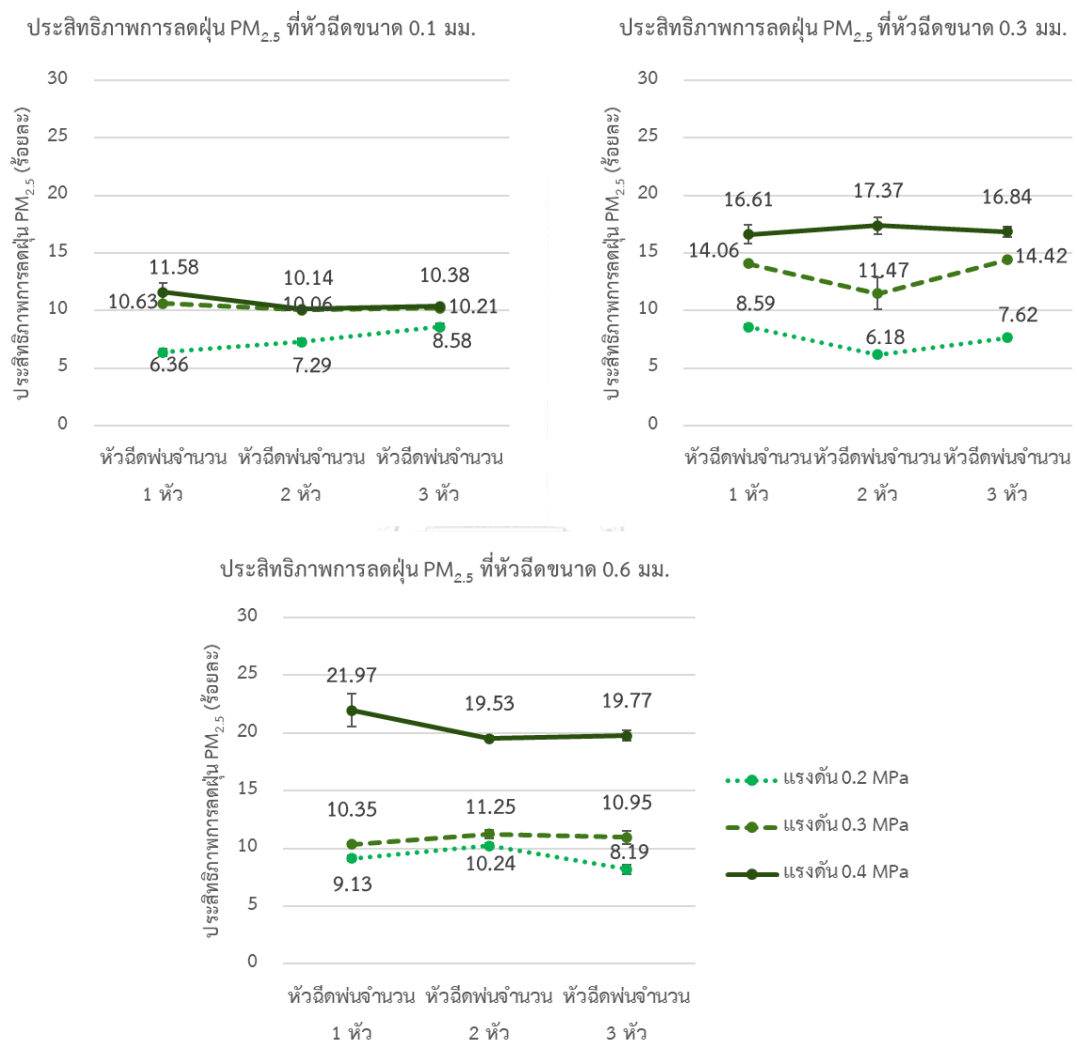 ประสิทธิภาพการลดฝุ่น PM2.5 ที่หัวฉีดขนาด 0.1 มม.
ประสิทธิภาพการลดฝุ่น PM2.5 (ร้อยละ)
30
25
20
15
10
5
0
11.58
10.14
10.38
10.63
10.06
10.21
6.36
7.29
8.58
หัวฉีดพ่นจำนวน
1 หัว
หัวฉีดพ่นจำนวน
2 หัว
หัวฉีดพ่นจำนวน
3 หัว
ประสิทธิภาพการลดฝุ่น PM2.5 ที่หัวฉีดขนาด 0.3 มม.
ประสิทธิภาพการลดฝุ่น PM2.5 (ร้อยละ)
30
25
20
15
10
5
0
16.61
17.37
16.84
14.06
11.47
14.42
8.59
6.18
7.62
หัวฉีดพ่นจำนวน
1 หัว
หัวฉีดพ่นจำนวน
2 หัว
หัวฉีดพ่นจำนวน
3 หัว
ประสิทธิภาพการลดฝุ่น PM2.5 ที่หัวฉีดขนาด 0.6 มม.
ประสิทธิภาพการลดฝุ่น PM2.5 (ร้อยละ)
30
25
20
15
10
5
0
21.97
19.53
19.77
10.35
11.25
10.95
9.13
10.24
8.19
หัวฉีดพ่นจำนวน
1 หัว
หัวฉีดพ่นจำนวน
2 หัว
หัวฉีดพ่นจำนวน
3 หัว
แรงดัน 0.2 MPa
แรงดัน 0.3 MPa
แรงดัน 0.4 MPa